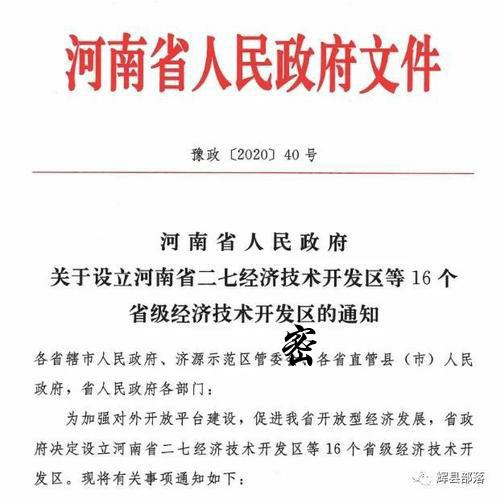 河南省人民政府文件
豫政〔2020〕40号
河南省人民政府
关于设立河南省二七经济技术开发区等16个
省级经济技术开发区的通知
密
各省辖市人民政府、济源示范区管委 各省直管县（市）人民
政府，省人民政府各部门：
为加强对外开放平台建设，促进我省开放型经济发展，省政
府决定设立河南省二七经济技术开发区等16个省级经济技术开
发区。现将有关事项通知如下：
辉县部落